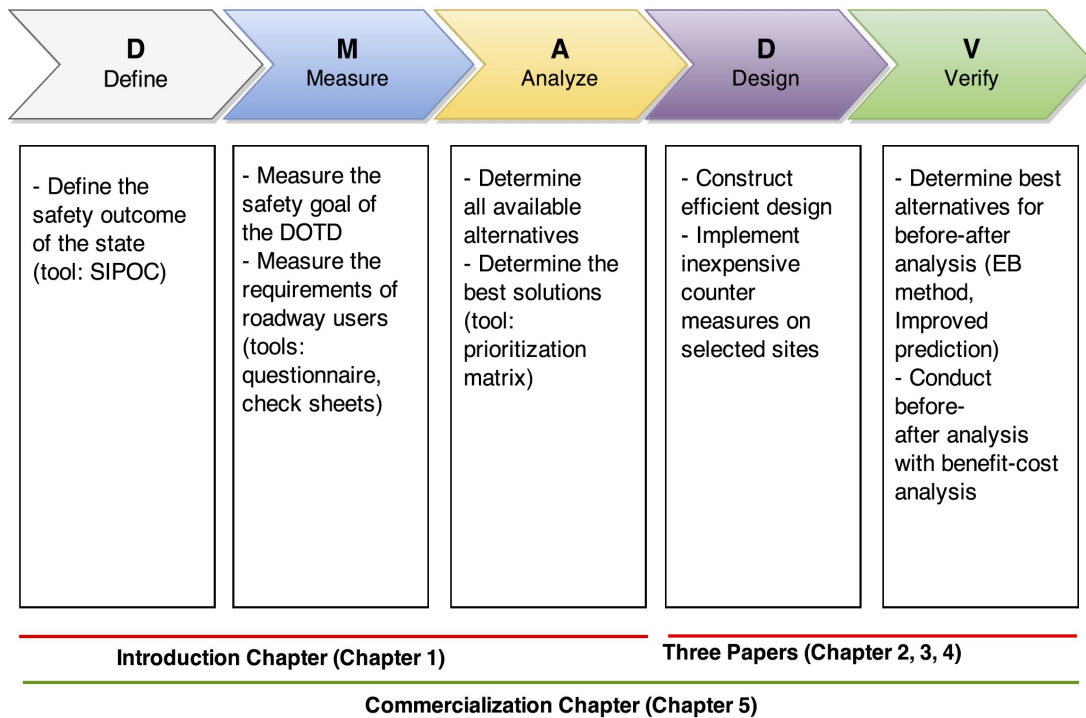 D
Define
M
Measure
A
Analyze
D
Design
V
Verify
- Define the
safety outcome
of the state
(tool: SIPOC)
- Measure the
safety goal of
the DOTD
- Measure the
requirements of
roadway users
(tools:
questionnaire,
check sheets)
- Determine
all available
alternatives
- Determine the
best solutions
(tool:
prioritization
matrix)
- Construct
efficient design
- Implement
inexpensive
counter
measures on
selected sites
- Determine best
alternatives for
before-after
analysis (EB
method,
Improved
prediction)
- Conduct
before-
after analysis
with benefit-cost
analysis
Introduction Chapter (Chapter 1)
Three Papers (Chapter 2, 3, 4)
Commercialization Chapter (Chapter 5)